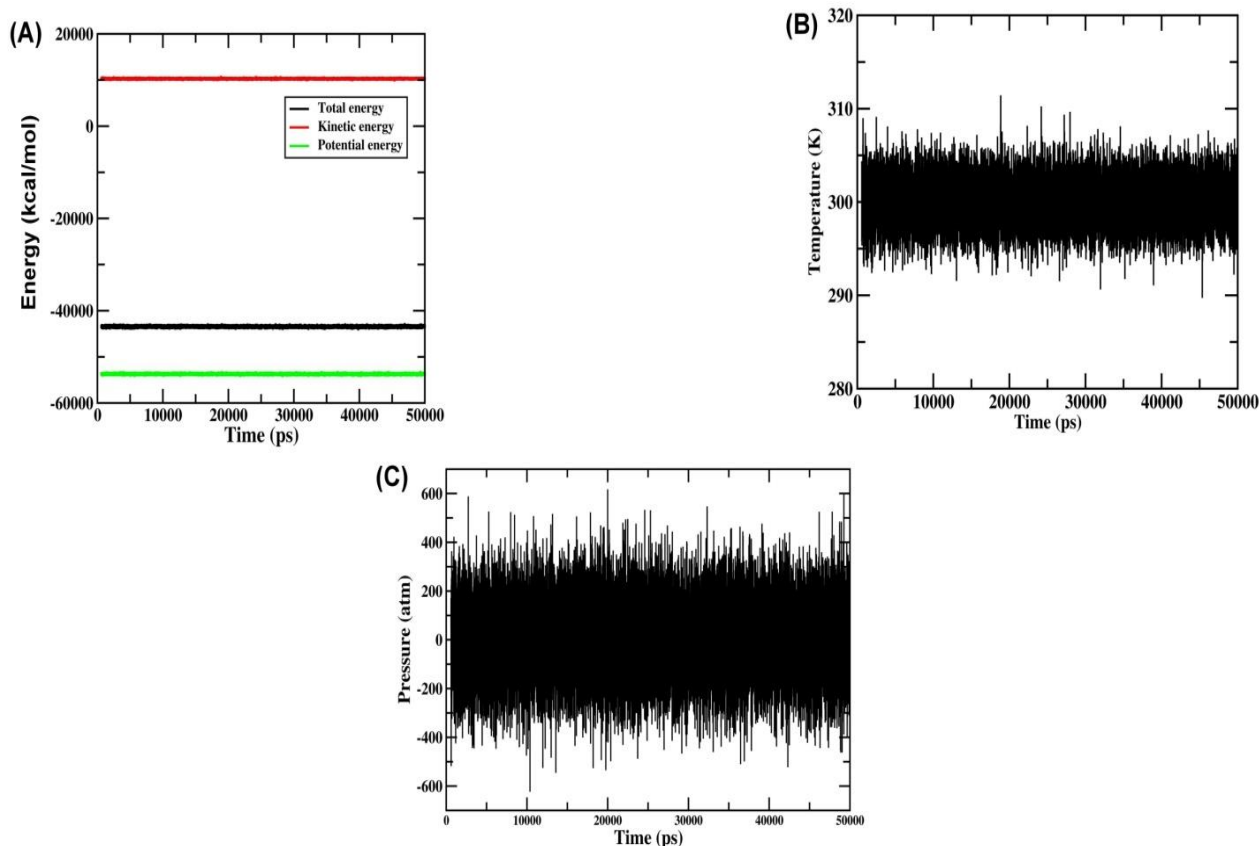 (A)
20000
0
-20000
-40000
-60000
Energy (kcal/mol)
Total energy
Kinetic energy
Potential energy
0 10000 20000 30000 40000 50000
Time (ps)
(B)
320
310
300
290
280
Temperature (K)
0 10000 20000 30000 40000 50000
Time (ps)
(C)
600
400
200
0
-200
-400
-600
Pressure (atm)
0 10000 20000 30000 40000 50000
Time (ps)